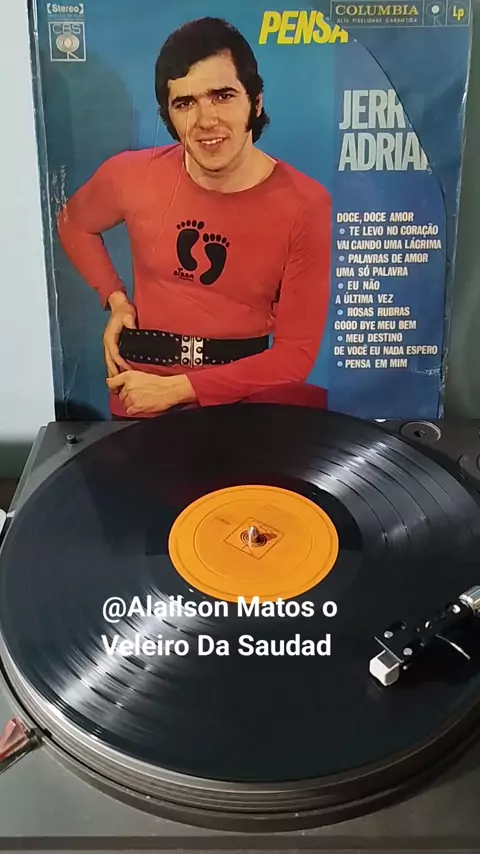 [Stereo]
CBS
PENSA
COLUMBIA
ALTA FIDELIDADE GARANTIDA
Lp
JERR
ADRIA
DOCE, DOCE AMOR
TE LEVO NO CORAÇÃO
VAI CAINDO UMA LÁGRIMA
PALAVRAS DE AMOR
UMA SÓ PALAVRA
EU NÃO
A ÚLTIMA VEZ
ROSAS RUBRAS
GOOD BYE MEU BEM
MEU DESTINO
DE VOCÊ EU NADA ESPERO
PENSA EM MIM
@Alailson Matos o
Veleiro Da Saudad